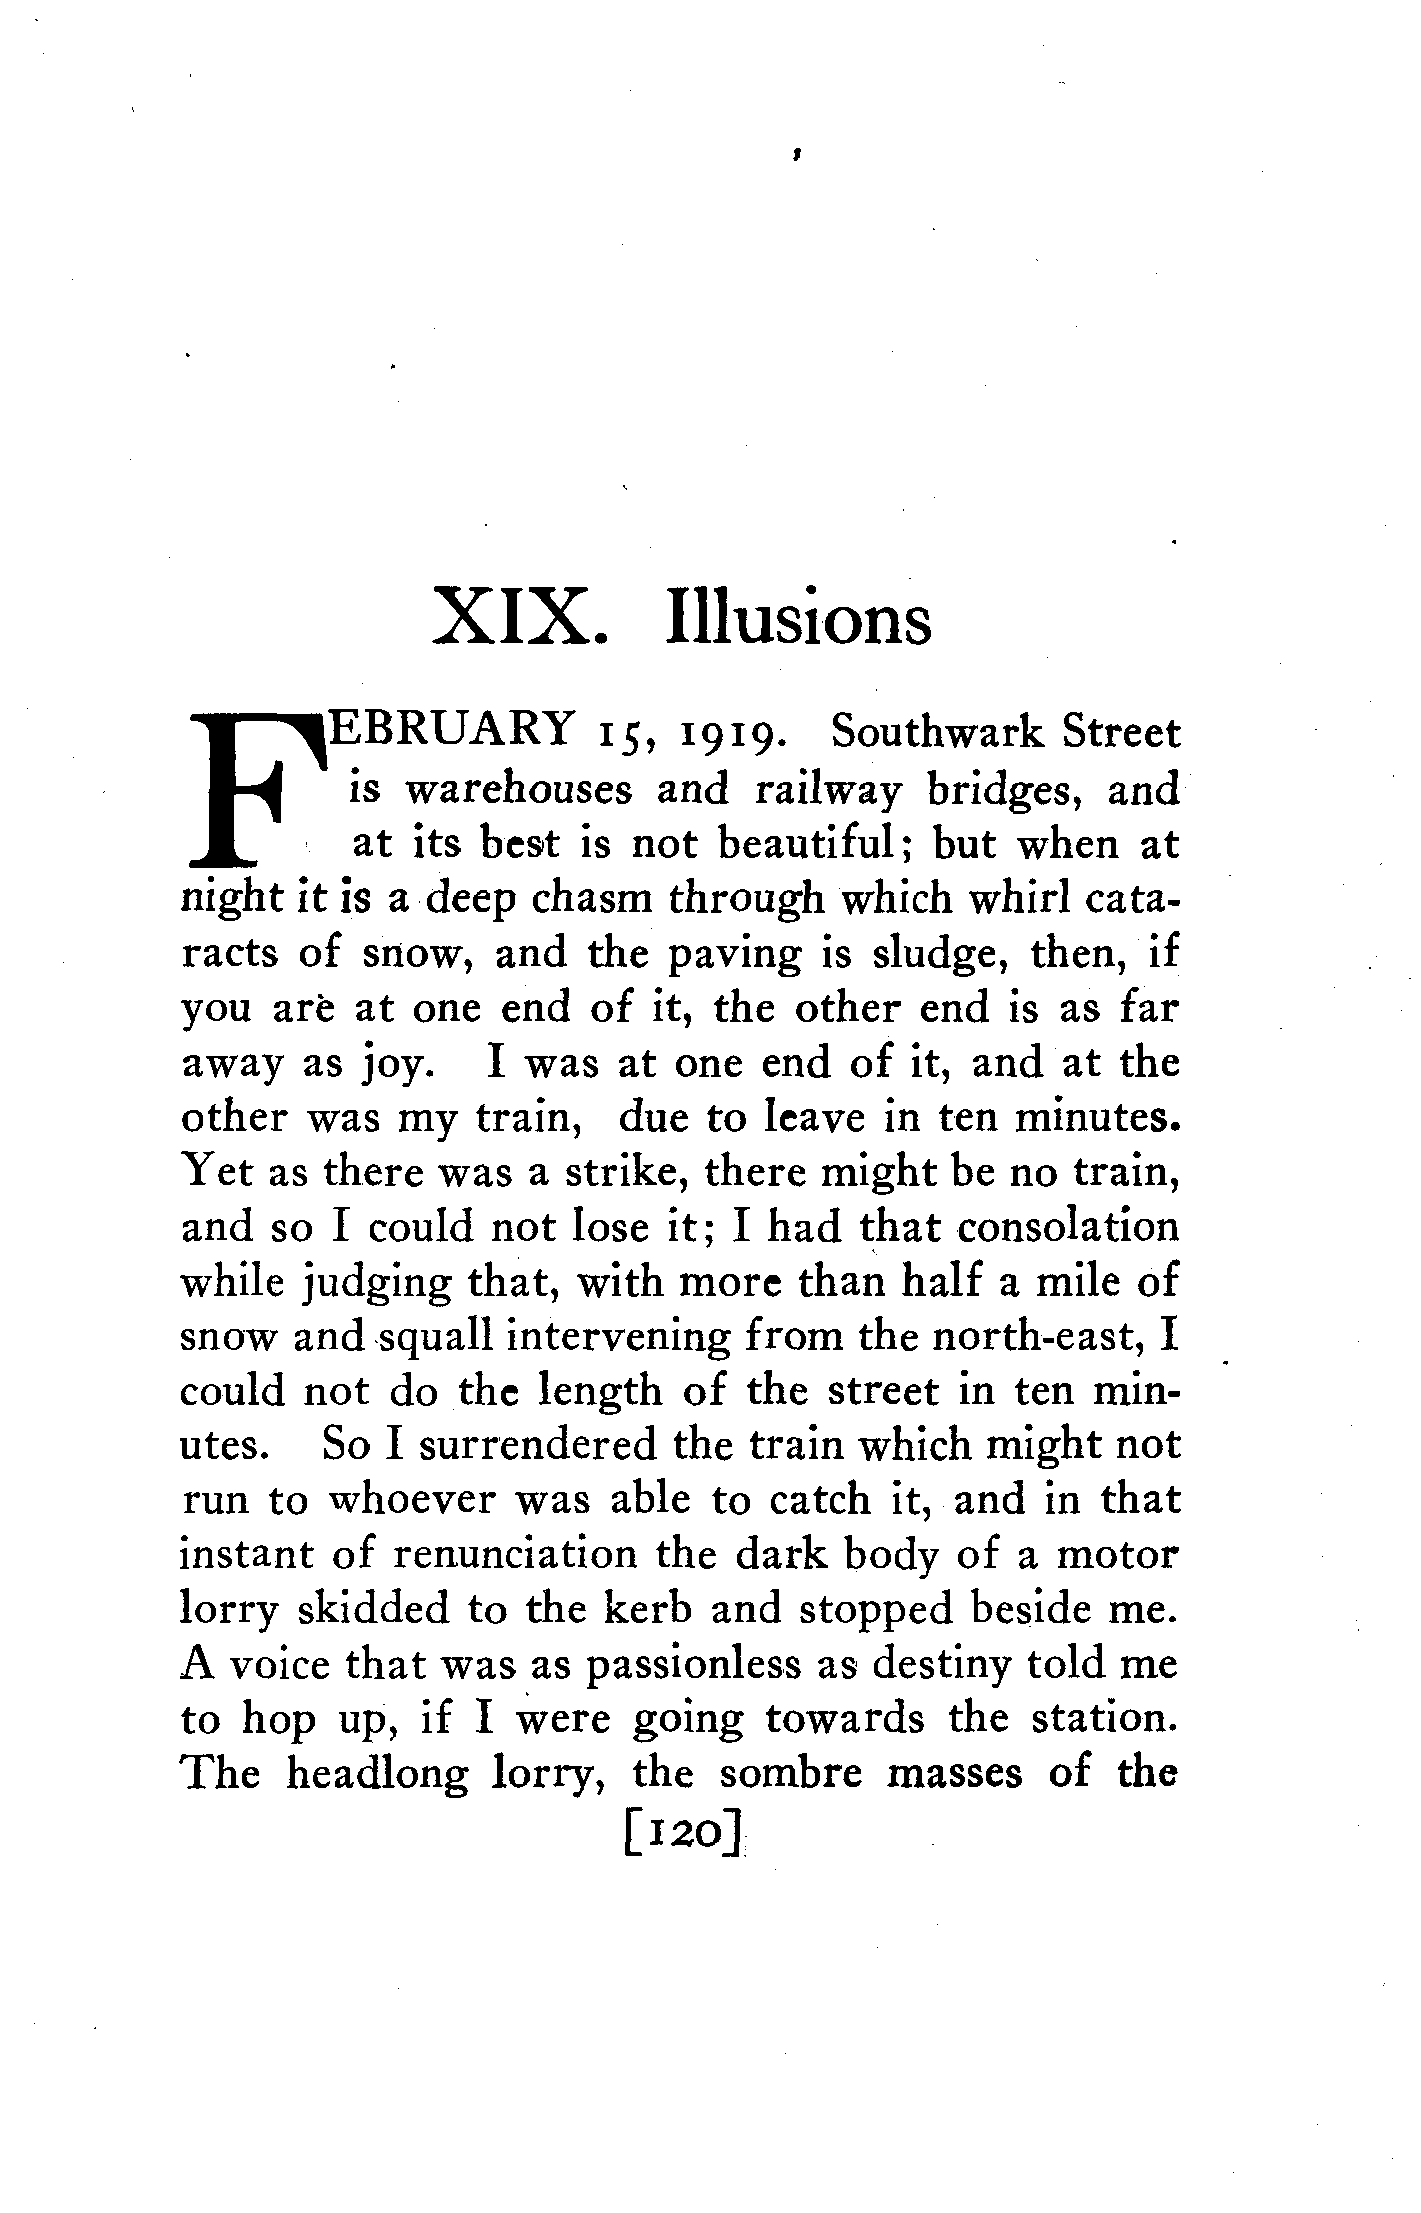 XIX. Illusions
FEBRUARY 15, 1919. Southwark Street
is warehouses and railway bridges, and
at its best is not beautiful; but when at
night it is a deep chasm through which whirl cata-
racts of snow, and the paving is sludge, then, if
you are at one end of it, the other end is as far
away as joy. I was at one end of it, and at the
other was my train, due to leave in ten minutes.
Yet as there was a strike, there might be no train,
and so I could not lose it; I had that consolation
while judging that, with more than half a mile of
snow and squall intervening from the north-east, I
could not do the length of the street in ten min-
utes. So I surrendered the train which might not
run to whoever was able to catch it, and in that
instant of renunciation the dark body of a motor
lorry skidded to the kerb and stopped beside me.
A voice that was as passionless as destiny told me
to hop up, if I were going towards the station.
The headlong lorry, the sombre masses of the
[120]